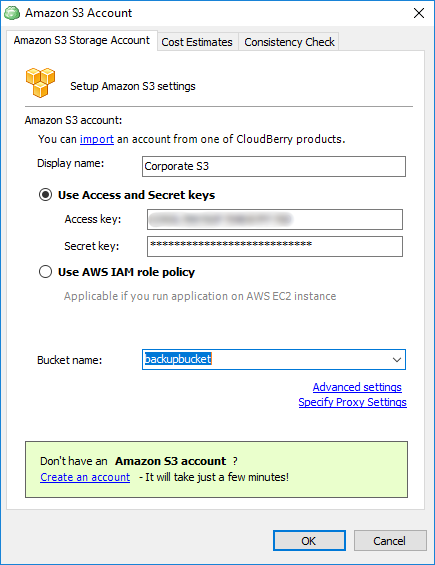 Amazon S3 Account
Amazon S3 Storage Account
Cost Estimates
Consistency Check
Setup Amazon S3 settings
Amazon S3 account:
You can import an account from one of CloudBerry products.
Display name:
Corporate S3
Use Access and Secret keys
Access key:
Secret key:
***************************
Use AWS IAM role policy
Applicable if you run application on AWS EC2 instance
Bucket name:
backupbucket
Advanced settings
Specify Proxy Settings
Don't have an Amazon S3 account ?
Create an account - It will take just a few minutes!
OK
Cancel